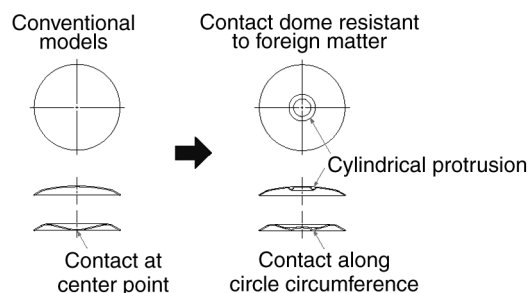 Conventional
models
Contact dome resistant
to foreign matter
Cylindrical protrusion
Contact at
center point
Contact along
circle circumference